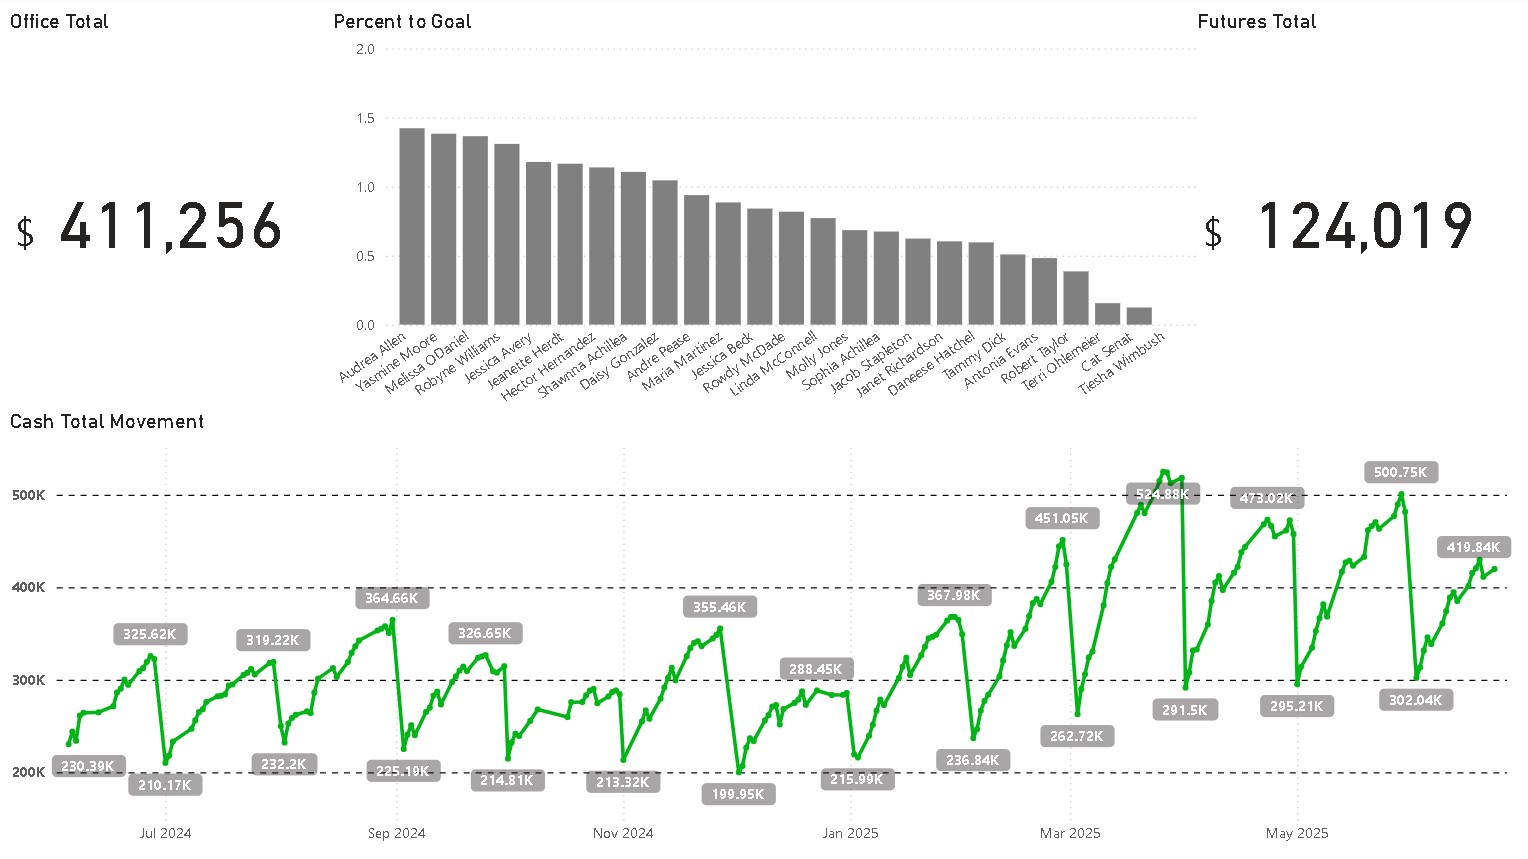 Office Total
Percent to Goal
Futures Total
2.0
1.5
1.0
0.5
0.0
$ 411,256
$ 124,019
Audrea Allen
Yasmine Moore
Melissa ODaniel
Robyne Williams
Jessica Avery
Jeanette Herdt
Hector Hernandez
Shawnna Achillea
Daisy Gonzalez
Andre Pease
Maria Martinez
Jessica Beck
Rowdy McDade
Linda McConnell
Molly Jones
Sophia Achillea
Jacob Stapleton
Janet Richardson
Daneese Hatchel
Tammy Dick
Antonia Evans
Robert Taylor
Terri Ohlemeier
Cat Senat
Tiesha Wimbush
Cash Total Movement
500K
400K
300K
200K
230.39K
325.62K
210.17K
319.22K
232.2K
364.66K
225.19K
326.65K
214.81K
213.32K
355.46K
199.95K
288.45K
215.99K
367.98K
236.84K
451.05K
262.72K
524.88K
291.5K
473.02K
295.21K
500.75K
302.04K
419.84K
Jul 2024
Sep 2024
Nov 2024
Jan 2025
Mar 2025
May 2025